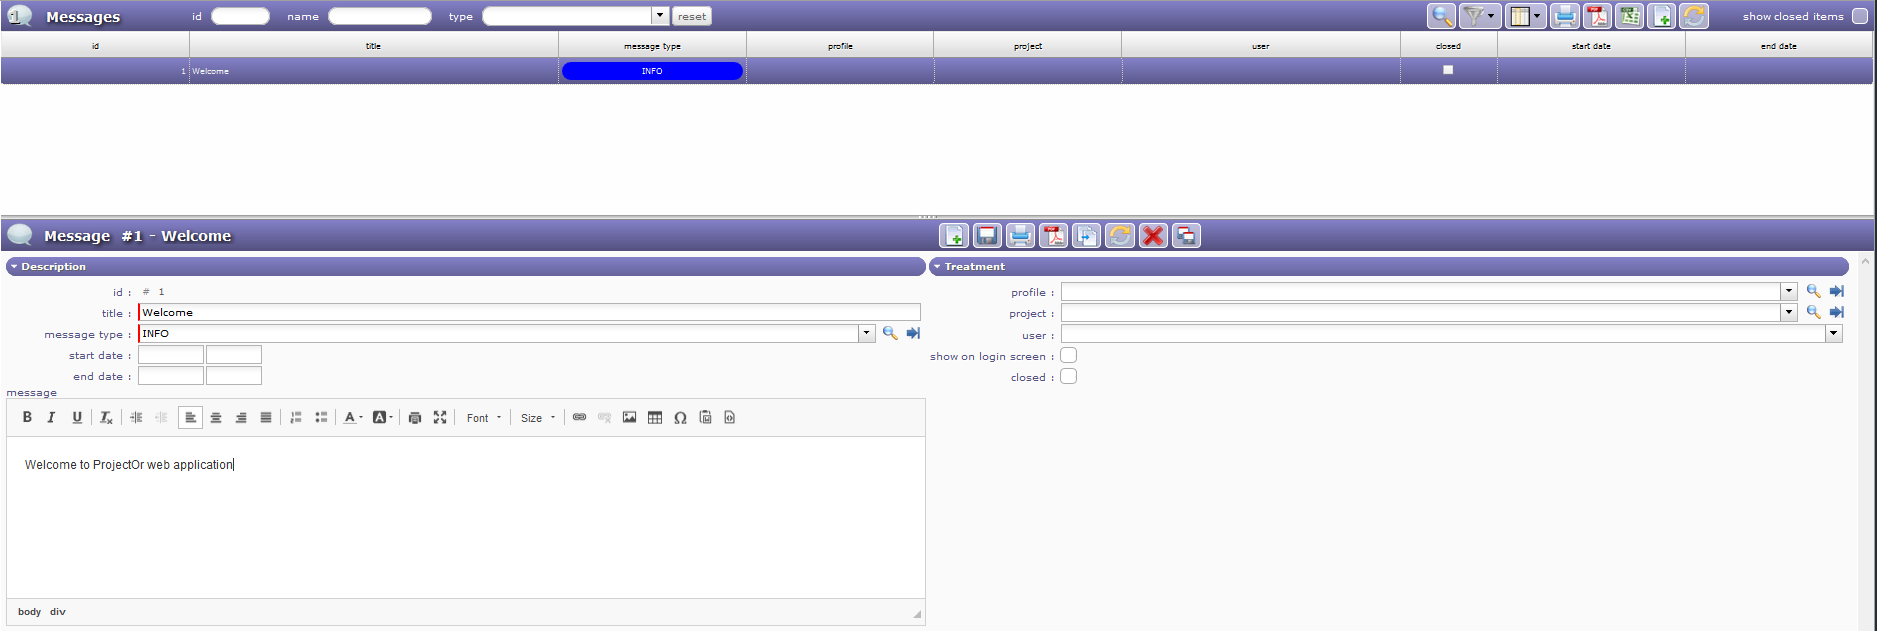 Messages id name type reset show closed items
id title message type profile project user closed start date end date
1 Welcome INFO
Message #1 - Welcome
Description
id : # 1
title : Welcome
message type : INFO
start date :
end date :
message
B I U Tx A A Font Size Ω
Welcome to ProjectOr web application
body div
Treatment
profile :
project :
user :
show on login screen :
closed :